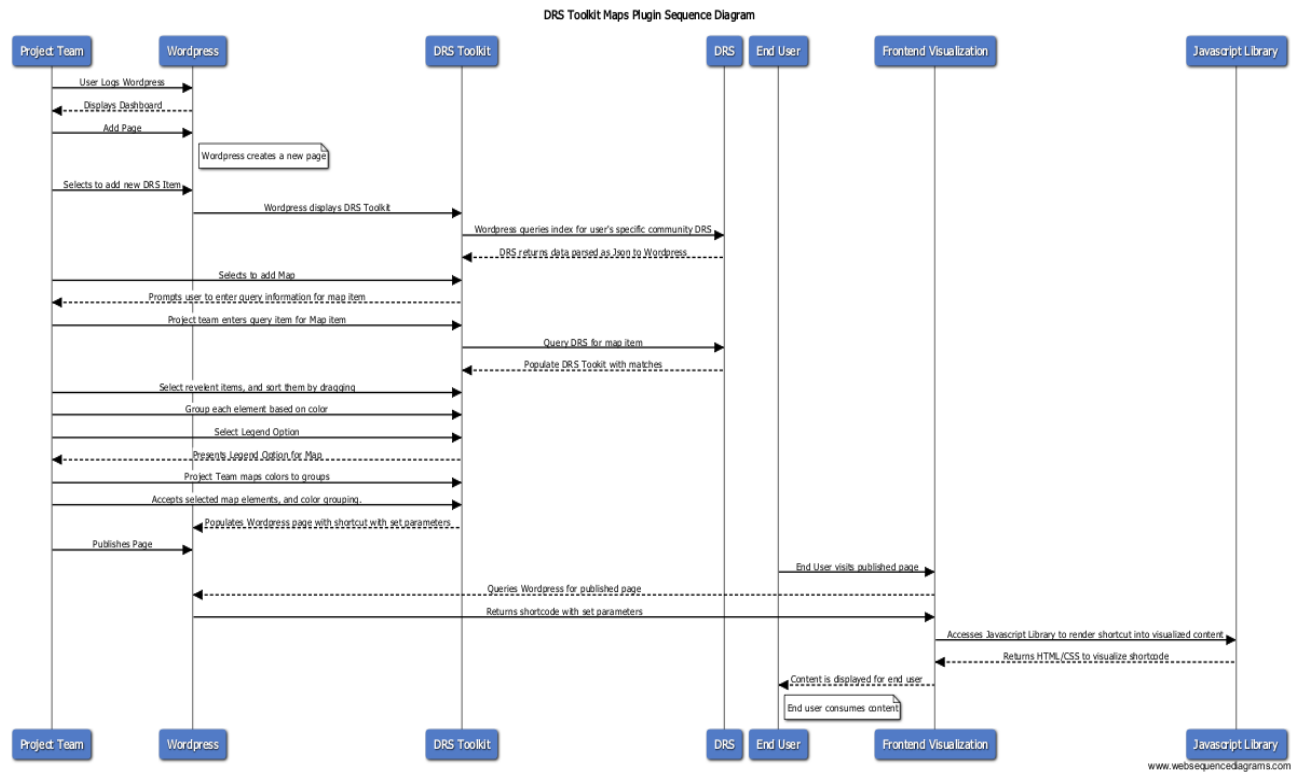 DRS Toolkit Maps Plugin Sequence Diagram
Project Team Wordpress DRS Toolkit DRS End User Frontend Visualization Javascript Library
User Logs Wordpress
Displays Dashboard
Add Page
Wordpress creates a new page
Selects to add new DRS Item
Wordpress displays DRS Toolkit
Wordpress queries index for user's specific community DRS
DRS returns data parsed as Json to Wordpress
Selects to add Map
Prompts user to enter query information for map item
Project team enters query item for Map item
Query DRS for map item
Populate DRS Tookit with matches
Select revelent items, and sort them by dragging
Group each element based on color
Select Legend Option
Presents Legend Option for Map
Project Team maps colors to groups
Accepts selected map elements, and color grouping.
Populates Wordpress page with shortcut with set parameters
Publishes Page
End User visits published page
Queries Wordpress for published page
Returns shortcode with set parameters
Accesses Javascript Library to render shortcut into visualized content
Returns HTML/CSS to visualize shortcode
Content is displayed for end user
End user consumes content
Project Team Wordpress DRS Toolkit DRS End User Frontend Visualization Javascript Library
www.websequencediagrams.com